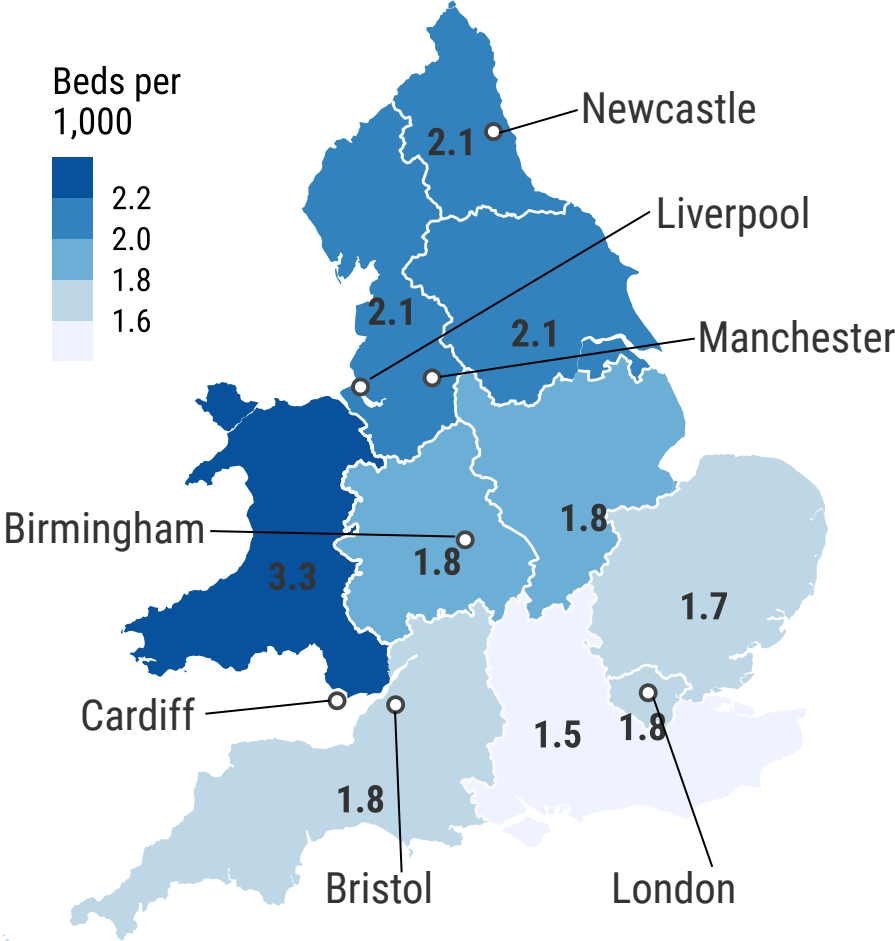 Beds per
1,000
2.2
2.0
1.8
1.6
Newcastle
2.1
Liverpool
2.1
2.1
Manchester
1.8
Birmingham
1.8
3.3
1.7
Cardiff
1.5
1.8
1.8
Bristol
London